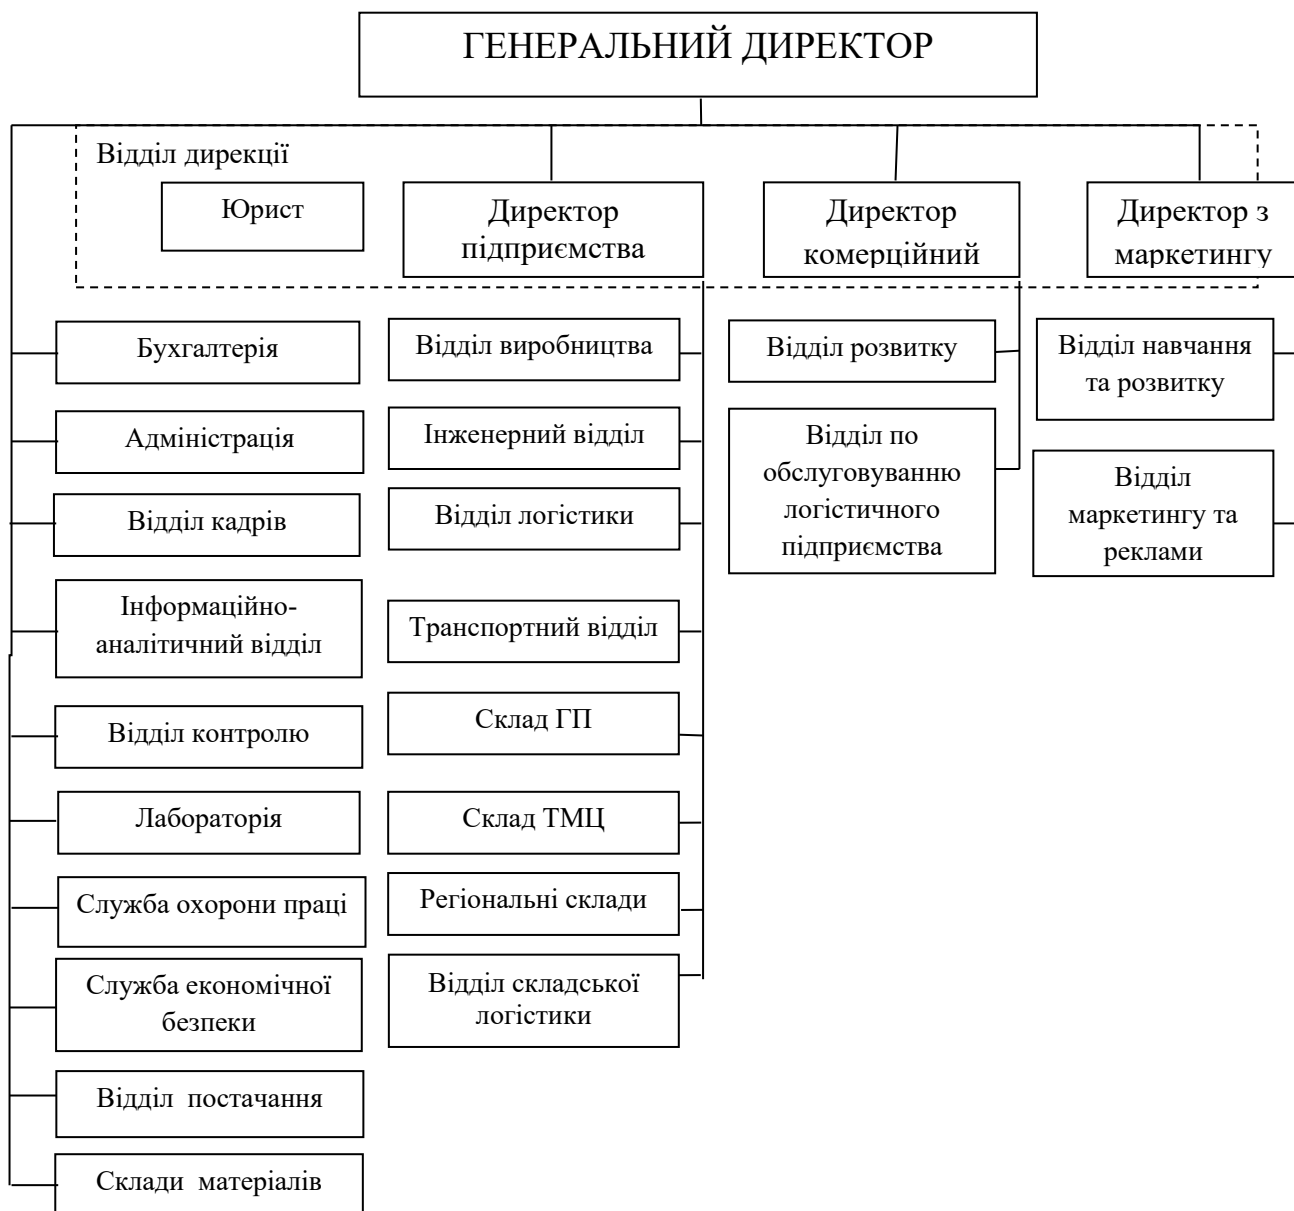 ГЕНЕРАЛЬНИЙ ДИРЕКТОР
Відділ дирекції
Юрист
Директор
підприємства
Директор
комерційний
Директор з
маркетингу
Бухгалтерія
Адміністрація
Відділ кадрів
Інформаційно-
аналітичний відділ
Відділ контролю
Лабораторія
Служба охорони праці
Служба економічної
безпеки
Відділ постачання
Склади матеріалів
Відділ виробництва
Інженерний відділ
Відділ логістики
Транспортний відділ
Склад ГП
Склад ТМЦ
Регіональні склади
Відділ складської
логістики
Відділ розвитку
Відділ по
обслуговуванню
логістичного
підприємства
Відділ навчання
та розвитку
Відділ
маркетингу та
реклами